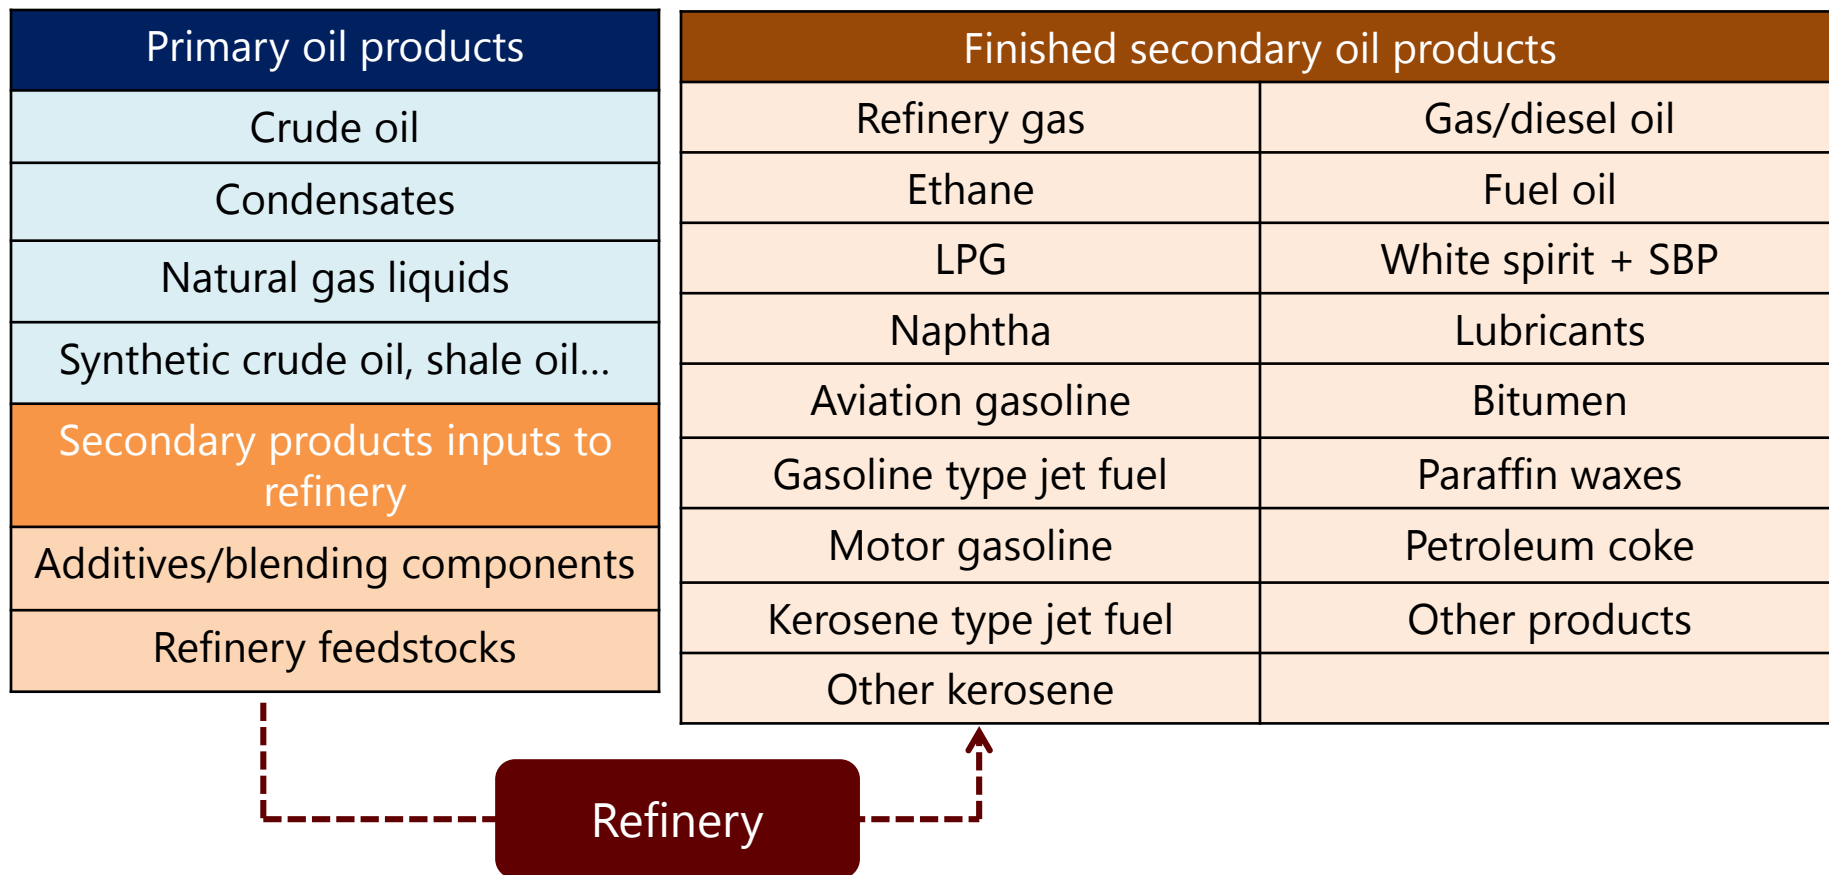 Primary oil products
Crude oil
Condensates
Natural gas liquids
Synthetic crude oil, shale oil...
Secondary products inputs to
refinery
Additives/blending components
Refinery feedstocks
Finished secondary oil products
Refinery gas
Gas/diesel oil
Ethane
Fuel oil
LPG
White spirit + SBP
Naphtha
Lubricants
Aviation gasoline
Bitumen
Gasoline type jet fuel
Paraffin waxes
Motor gasoline
Petroleum coke
Kerosene type jet fuel
Other products
Other kerosene
Refinery